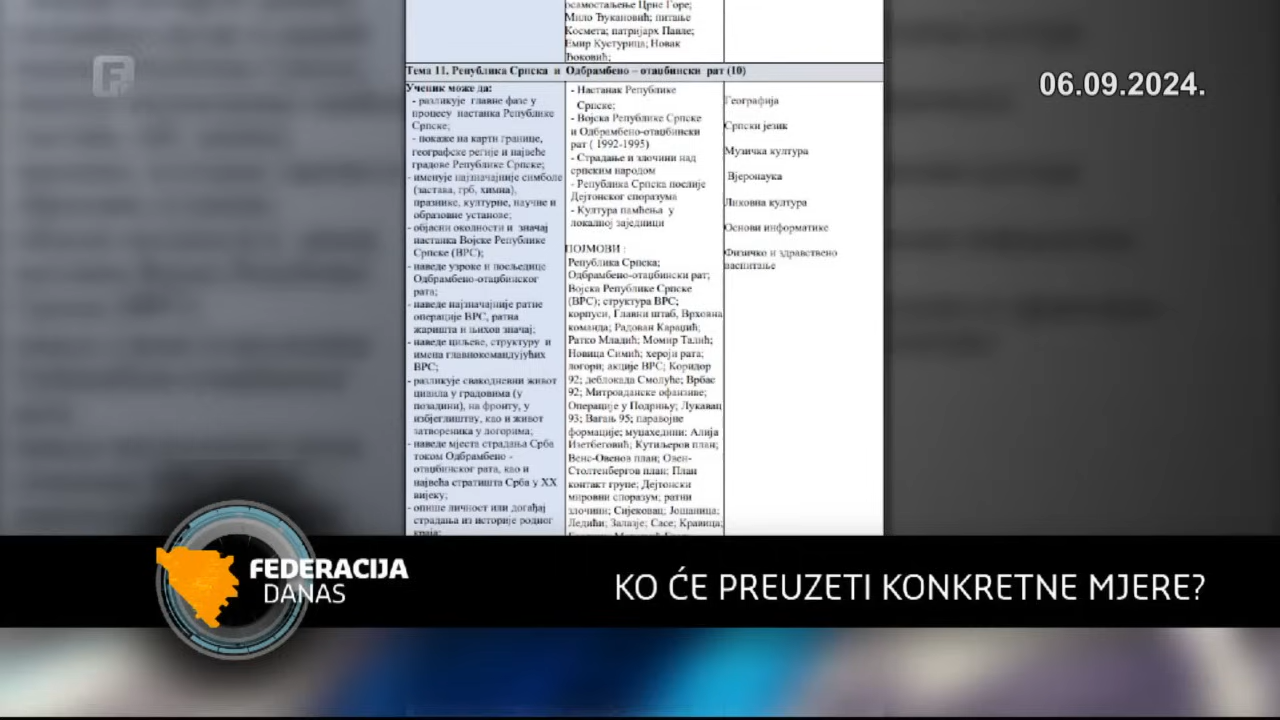 осамостаљење Црне Горе;
Мило Ђукановић; питање
Космета; патријарх Павле;
Емир Кустурица; Новак
Ђоковић;
Тема 11. Република Српска и Одбрамбено – отаџбински рат (10)
Ученик може да:
- разликује главне фазе у
процесу настанка Републике
Српске;
- покаже на карти границе,
географске регије и највеће
градове Републике Српске;
- именује најзначајније симболе
(застава, грб, химна),
празнике, културне, научне и
образовне установе;
- објасни околности и значај
настанка Војске Републике
Српске (ВРС);
- наведе узроке и посљедице
Одбрамбено-отаџбинског
рата;
- наведе најзначајније ратне
операције ВРС, ратна
жаришта и њихов значај;
- наведе циљеве, структуру и
имена главнокомандујућих
ВРС;
- разликује свакодневни живот
цивила у градовима (у
позадини), на фронту, у
избјеглиштву, као и живот
затвореника у логорима;
- наведе мјеста страдања Срба
током Одбрамбено -
отаџбинског рата, као и
највећа стратишта Срба у XX
вијеку;
- опише личност или догађај
страдања из историје родног
краја;
- Настанак Републике
Српске;
- Војска Републике Српске
и Одбрамбено-отаџбински
рат ( 1992-1995)
- Страдање и злочини над
српским народом
- Република Српска послије
Дејтонског споразума
- Култура памћења у
локалној заједници
ПОЈМОВИ :
Република Српска;
Одбрамбено-отаџбински рат;
Војска Републике Српске
(ВРС); структура ВРС;
корпуси, Главни штаб, Врховна
команда; Радован Караџић;
Ратко Младић; Момир Талић;
Новица Симић; хероји рата;
логори; акције ВРС; Коридор
92; деблокада Смолуће; Врбас
92; Митровданске офанзиве;
Операције у Подрињу; Лукавац
93; Вагањ 95; паравојне
формације; муџахедини; Алија
Изетбеговић; Кутиљеров план;
Венс-Овенов план; Овен-
Столтенбергов план; План
контакт групе; Дејтонски
мировни споразум; ратни
злочини; Сијековац; Јошаница;
Ледићи; Залазје; Сасе; Кравица;
Географија
Српски језик
Музичка култура
Вјеронаука
Ликовна култура
Основи информатике
Физичко и здравствено
васпитање
F
06.09.2024.
FEDERACIJA
DANAS
KO ĆE PREUZETI KONKRETNE MJERE?